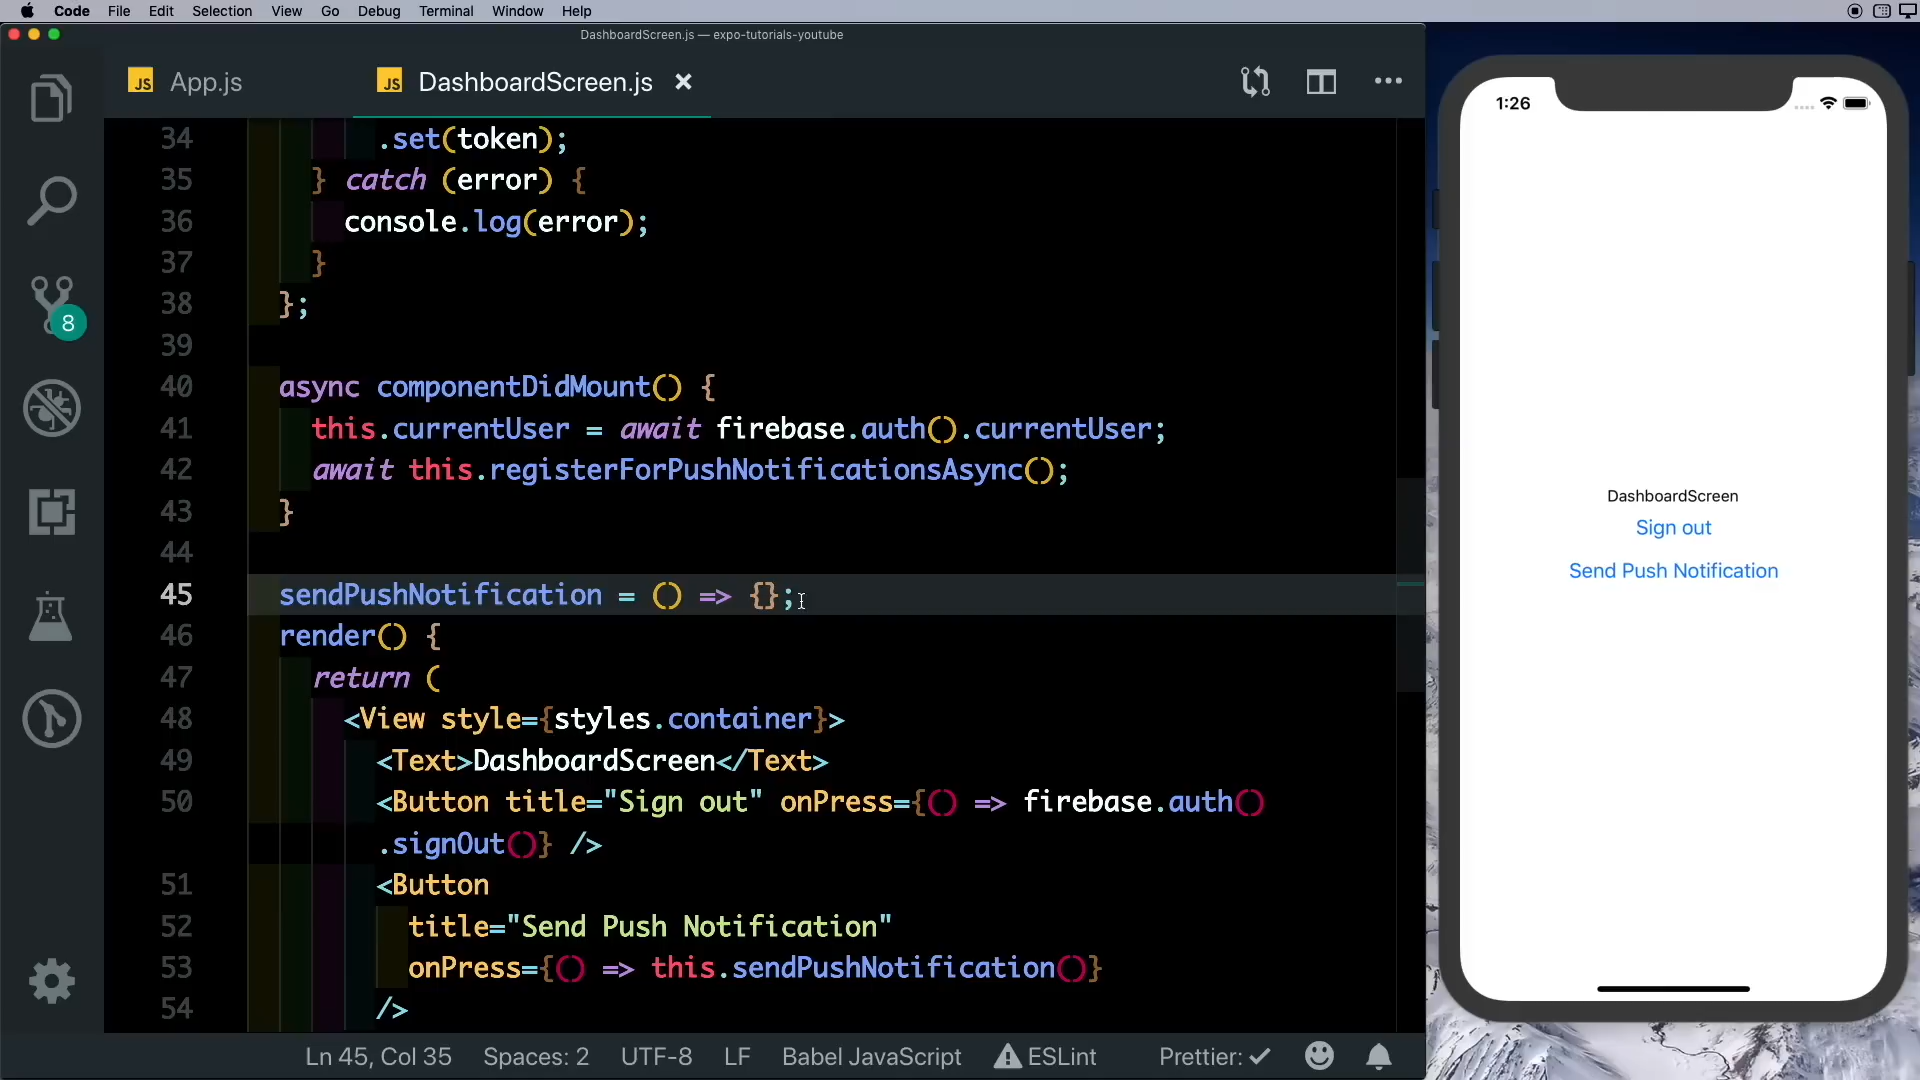 Code File Edit Selection View Go Debug Terminal Window Help
DashboardScreen.js — expo-tutorials-youtube
JS App.js JS DashboardScreen.js
34 .set(token);
35 } catch (error) {
36 console.log(error);
37 }
38 };
39
40 async componentDidMount() {
41 this.currentUser = await firebase.auth().currentUser;
42 await this.registerForPushNotificationsAsync();
43 }
44
45 sendPushNotification = () => {};
46 render() {
47 return (
48 <View style={styles.container}>
49 <Text>DashboardScreen</Text>
50 <Button title="Sign out" onPress={() => firebase.auth()
.signOut()} />
51 <Button
52 title="Send Push Notification"
53 onPress={() => this.sendPushNotification()}
54 />
8
Ln 45, Col 35 Spaces: 2 UTF-8 LF Babel JavaScript ESLint Prettier: ✓
1:26
DashboardScreen
Sign out
Send Push Notification